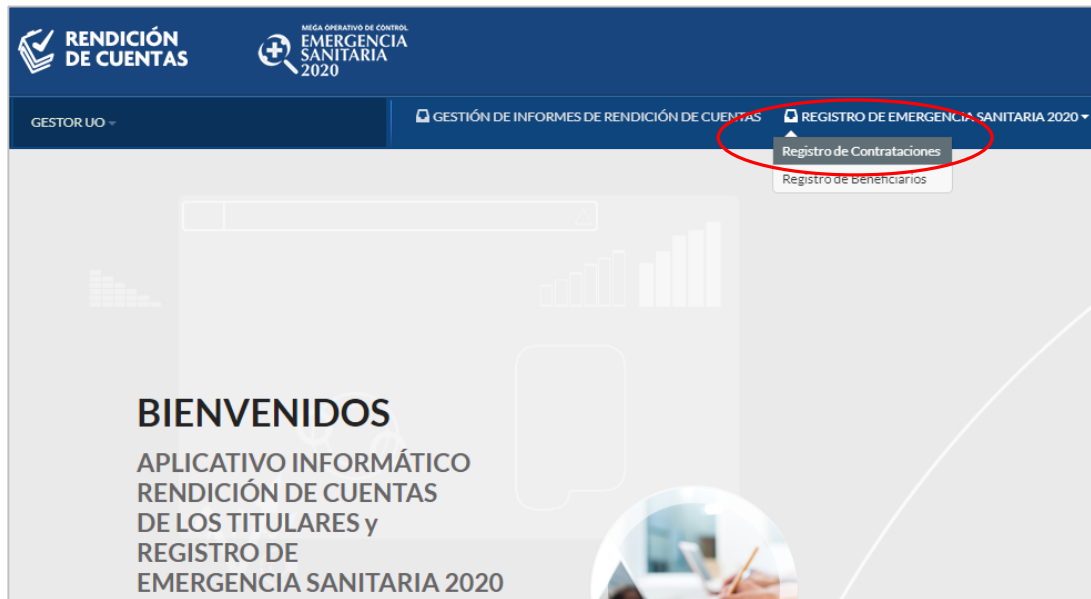 RENDICIÓN
DE CUENTAS
MEGA OPERATIVO DE CONTROL
EMERGENCIA
SANITARIA
2020
GESTOR UO
GESTIÓN DE INFORMES DE RENDICIÓN DE CUENTAS
REGISTRO DE EMERGENCIA SANITARIA 2020
Registro de Contrataciones
Registro de Beneficiarios
BIENVENIDOS
APLICATIVO INFORMÁTICO
RENDICIÓN DE CUENTAS
DE LOS TITULARES y
REGISTRO DE
EMERGENCIA SANITARIA 2020